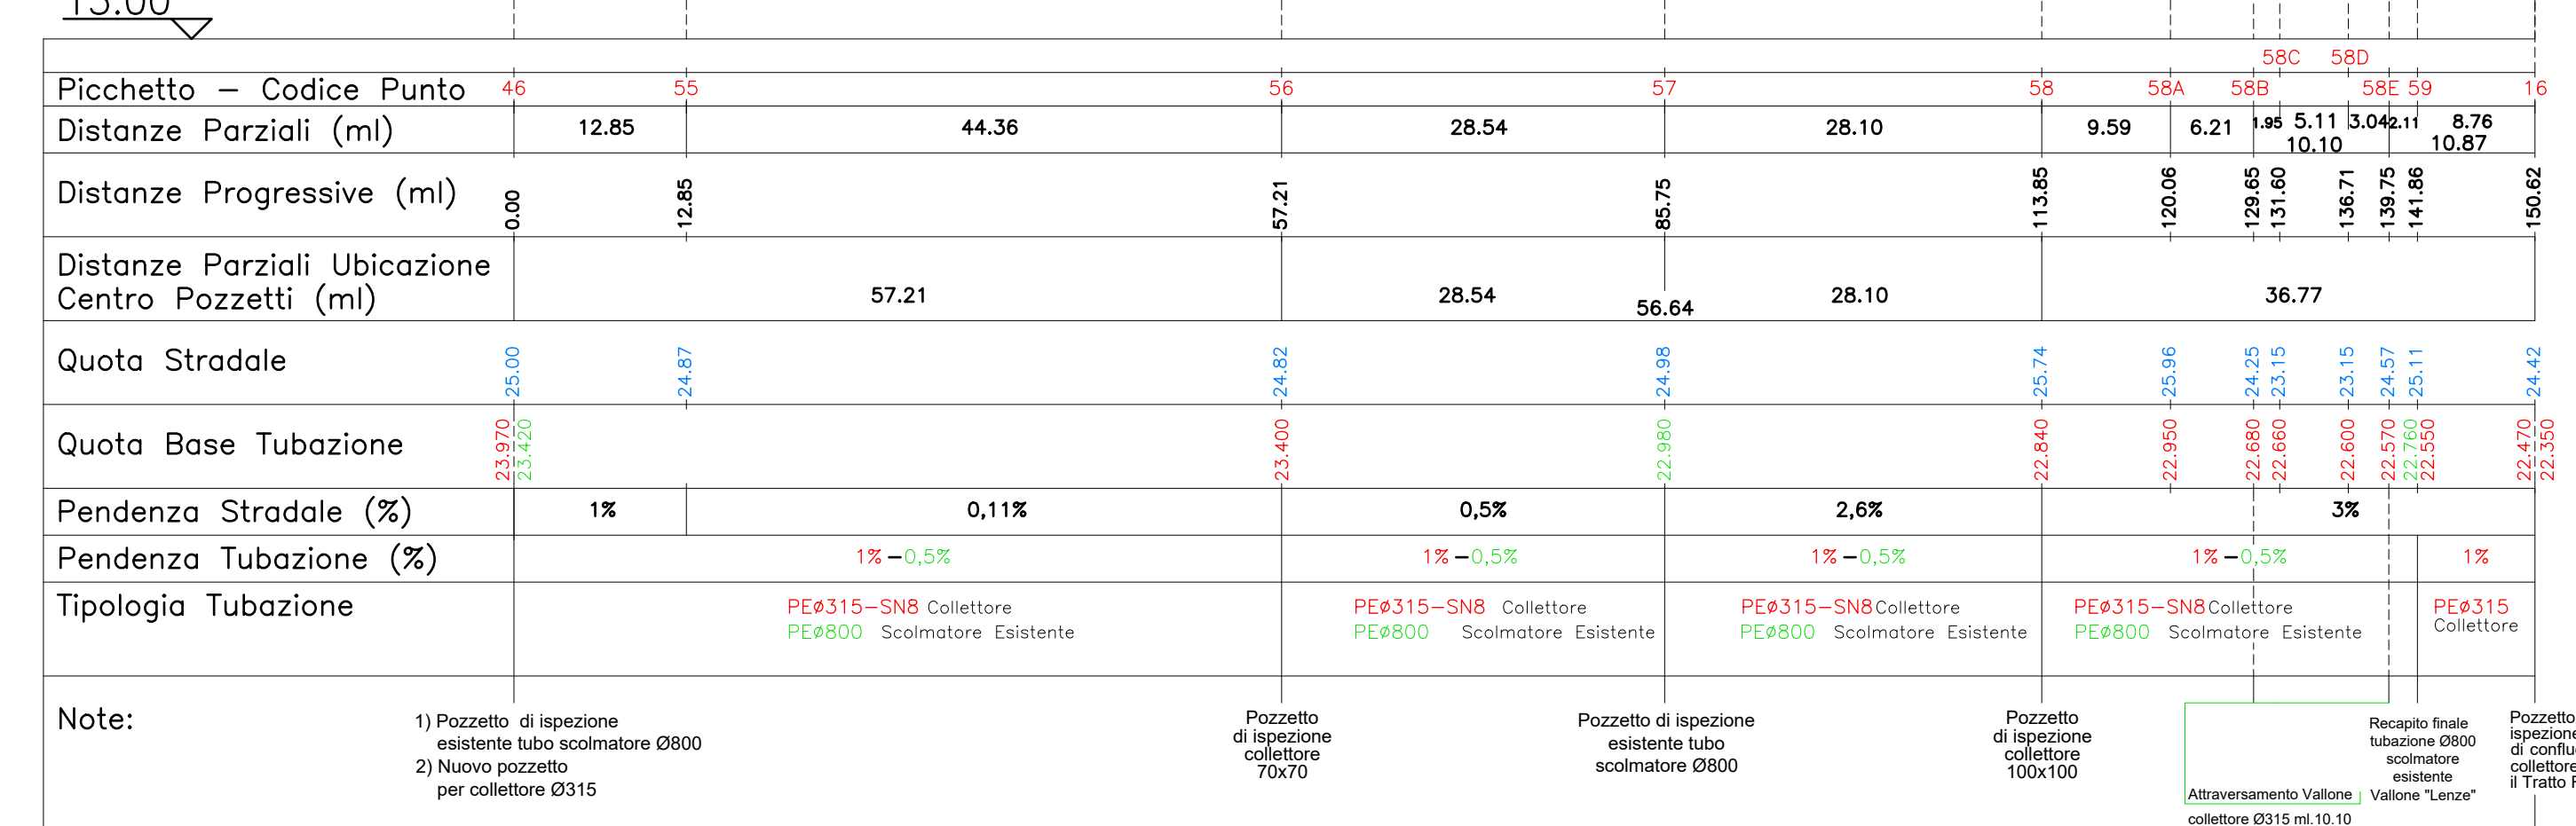 15.00
58C 58D
Picchetto – Codice Punto 46 55 56 57 58 58A 58B 58E 59 16
Distanze Parziali (ml) 12.85 44.36 28.54 28.10 9.59 6.21 1.95 5.11 3.04 2.11 8.76
10.10 10.87
Distanze Progressive (ml) 0.00 12.85 57.21 85.75 113.85 120.06 129.65 131.60 136.71 139.75 141.86 150.62
Distanze Parziali Ubicazione
Centro Pozzetti (ml) 57.21 28.54 28.10 36.77
56.64
Quota Stradale 25.00 24.87 24.82 24.98 25.74 25.96 24.25 23.15 23.15 24.57 25.11 24.42
Quota Base Tubazione 23.970 23.420 23.400 22.980 22.840 22.950 22.680 22.660 22.600 22.570 22.760 22.550 22.470 22.350
Pendenza Stradale (%) 1% 0,11% 0,5% 2,6% 3%
Pendenza Tubazione (%) 1% –0,5% 1% –0,5% 1% –0,5% 1% –0,5% 1%
Tipologia Tubazione PEø315–SN8 Collettore PEø315–SN8 Collettore PEø315–SN8 Collettore PEø315–SN8 Collettore PEø315
PEø800 Scolmatore Esistente PEø800 Scolmatore Esistente PEø800 Scolmatore Esistente PEø800 Scolmatore Esistente Collettore
Note:
1) Pozzetto di ispezione
esistente tubo scolmatore Ø800
2) Nuovo pozzetto
per collettore Ø315
Pozzetto
di ispezione
collettore
70x70
Pozzetto di ispezione
esistente tubo
scolmatore Ø800
Pozzetto
di ispezione
collettore
100x100
Attraversamento Vallone
collettore Ø315 ml.10.10
Recapito finale
tubazione Ø800
scolmatore
esistente
Vallone "Lenze"
Pozzetto
ispezione
di
collettore
il Tratto